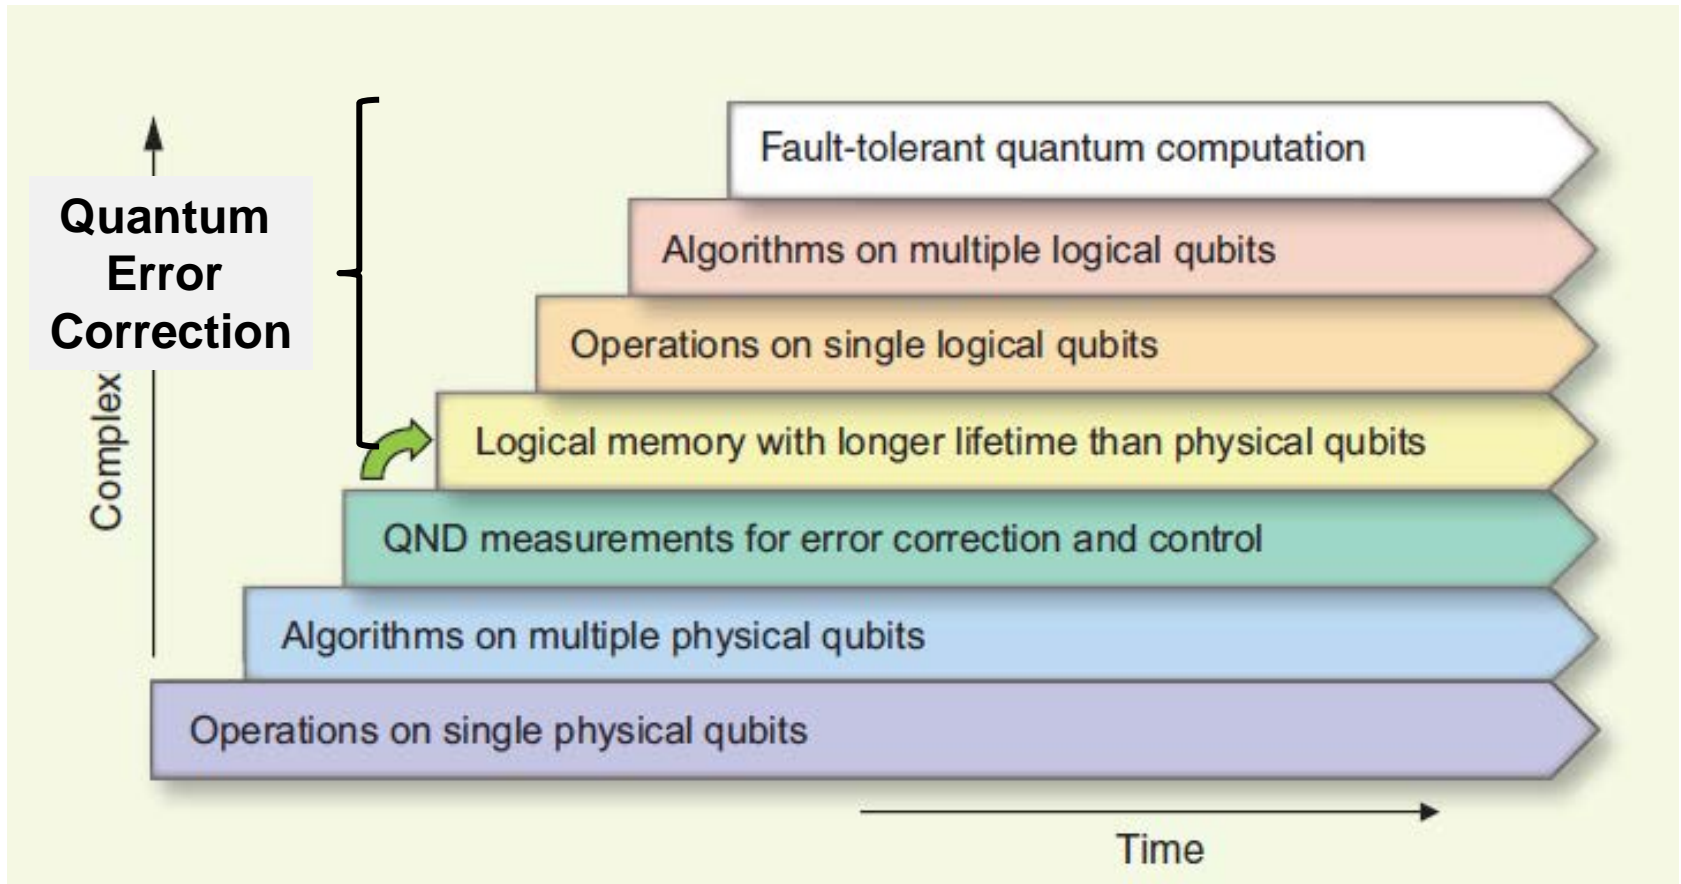 Fault-tolerant quantum computation
Quantum
Error
Correction
Algorithms on multiple logical qubits
Operations on single logical qubits
Complex
Logical memory with longer lifetime than physical qubits
QND measurements for error correction and control
Algorithms on multiple physical qubits
Operations on single physical qubits
Time